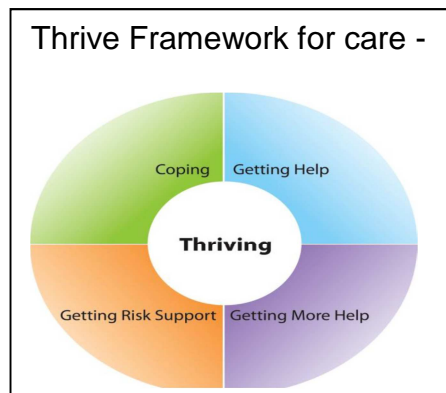 Thrive Framework for care -
Coping
Getting Help
Thriving
Getting Risk Support
Getting More Help